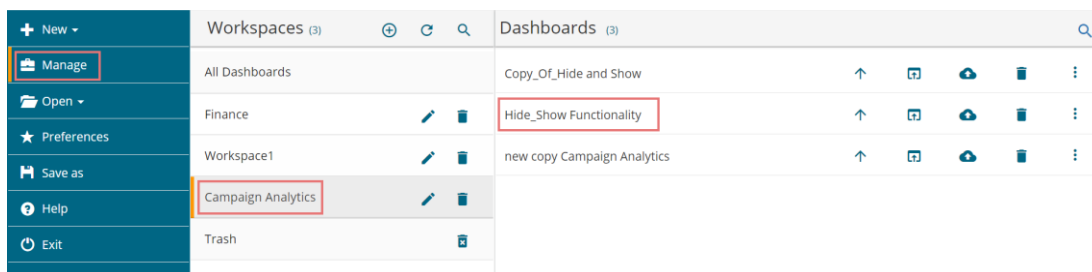 New
Manage
Open
Preferences
Save as
Help
Exit
Workspaces (3)
All Dashboards
Finance
Workspace1
Campaign Analytics
Trash
Dashboards (3)
Copy_Of_Hide and Show
Hide_Show Functionality
new copy Campaign Analytics